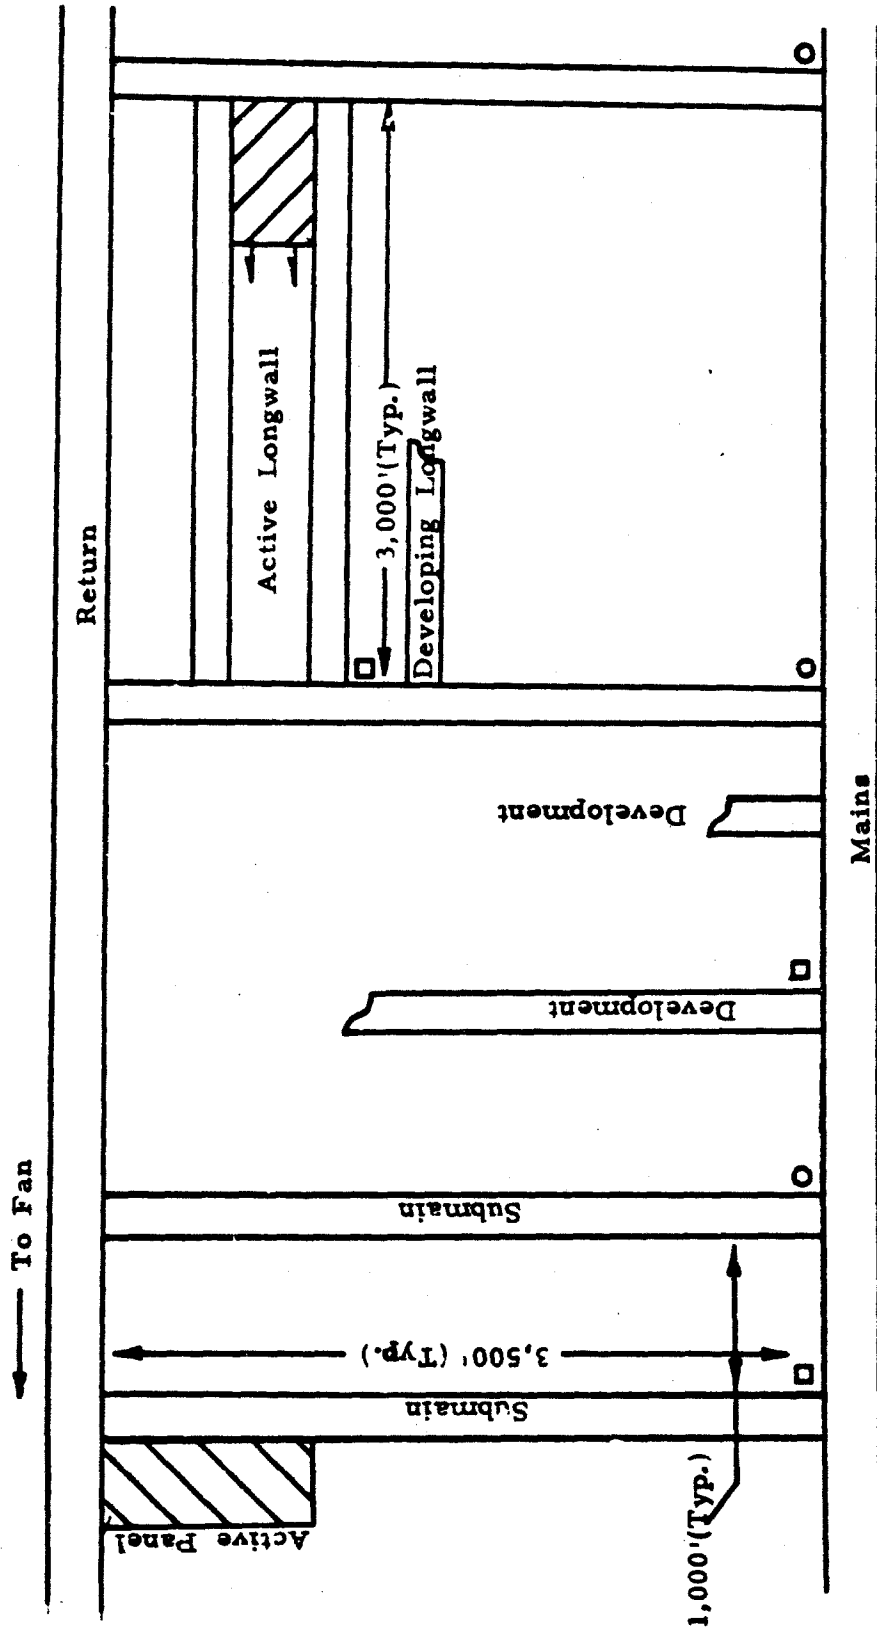 To Fan
Return
Active Longwall
3,000'(Typ.)
Developing Longwall
Development
Development
Mains
Submain
3,500' (Typ.)
Submain
Active Panel
1,000'(Typ.)